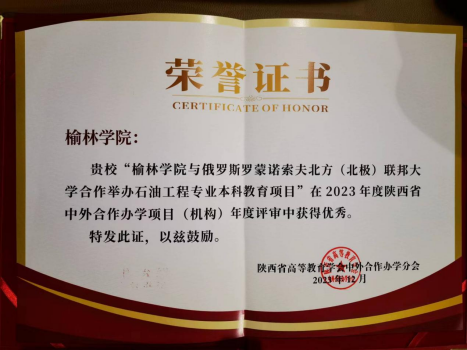 荣誉证书
CERTIFICATE OF HONOR
榆林学院：
贵校“榆林学院与俄罗斯罗蒙诺索夫北方（北极）联邦大
学合作举办石油工程专业本科教育项目”在2023年度陕西省
中外合作办学项目（机构）年度评审中获得优秀。
特发此证，以兹鼓励。
陕西省高等教育学会中外合作办学分会
2023年12月